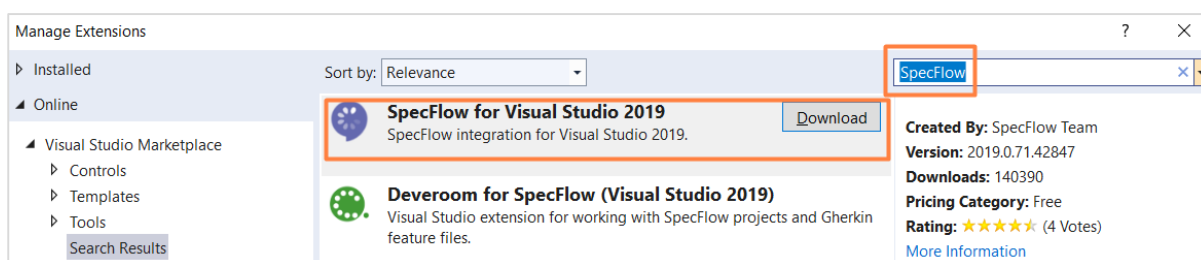 Manage Extensions
?
Installed
Sort by: Relevance
SpecFlow
Online
SpecFlow for Visual Studio 2019
Download
SpecFlow integration for Visual Studio 2019.
Created By: SpecFlow Team
Visual Studio Marketplace
Version: 2019.0.71.42847
Controls
Downloads: 140390
Templates
Deveroom for SpecFlow (Visual Studio 2019)
Pricing Category: Free
Tools
Visual Studio extension for working with SpecFlow projects and Gherkin
feature files.
Rating: (4 Votes)
Search Results
More Information